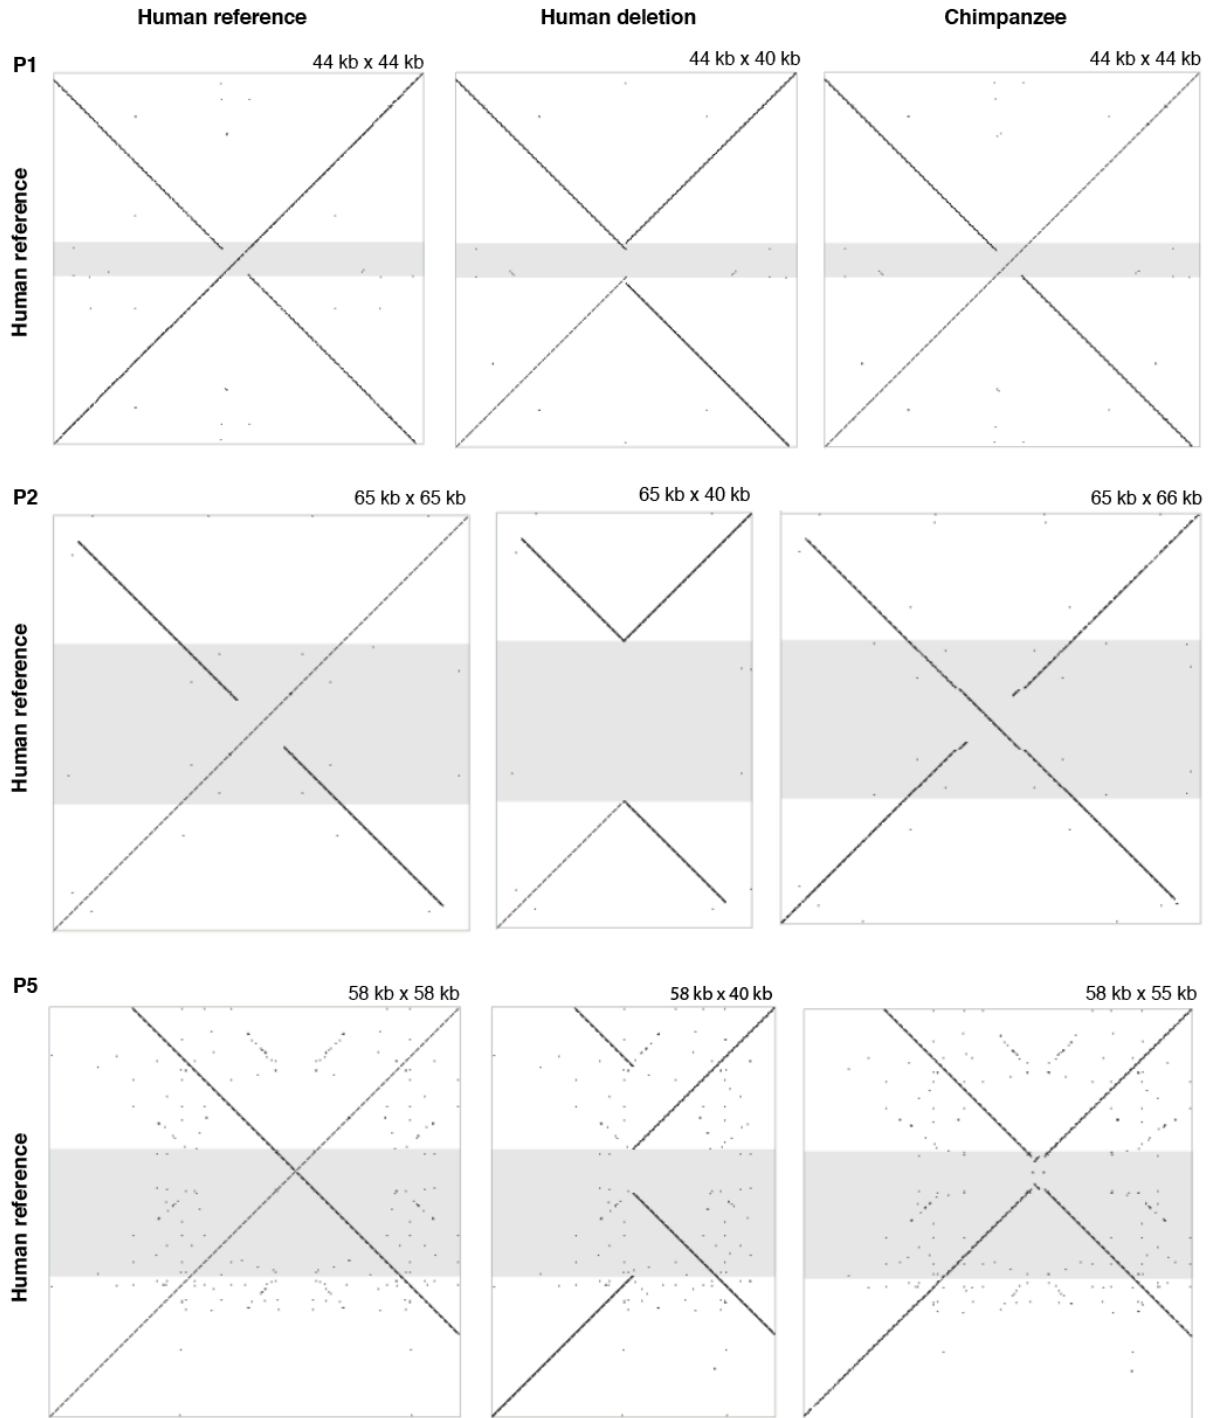 Human reference Human deletion Chimpanzee
P1
44 kb x 44 kb 44 kb x 40 kb 44 kb x 44 kb
Human reference
P2
65 kb x 65 kb 65 kb x 40 kb 65 kb x 66 kb
Human reference
P5
58 kb x 58 kb 58 kb x 40 kb 58 kb x 55 kb
Human reference